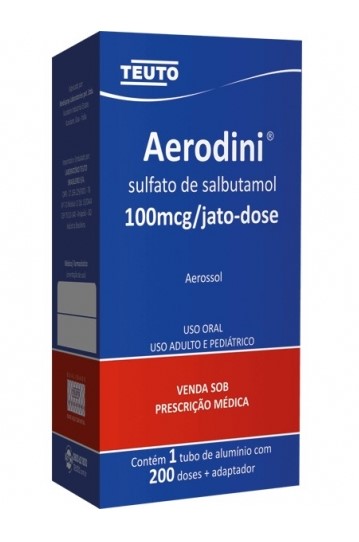 TEUTO
Aerodini®
sulfato de salbutamol
100mcg/jato-dose
Aerossol
USO ORAL
USO ADULTO E PEDIÁTRICO
VENDA SOB
PRESCRIÇÃO MÉDICA
Contém 1 tubo de alumínio com
200 doses + adaptador